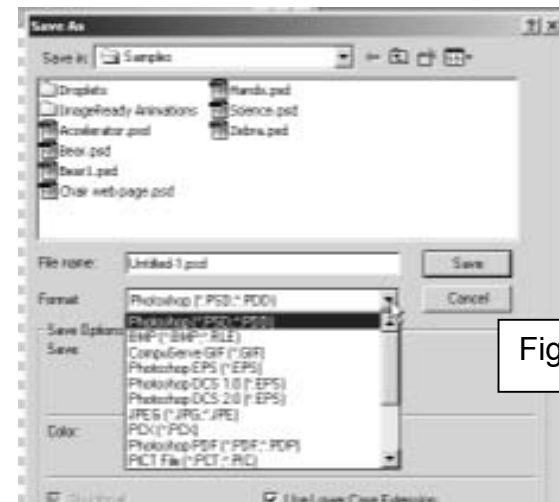 Save As
Save in: Samples
Droplets
ImageReady Animations
Accelerator.psd
Bear.psd
Bear1.psd
Chair web page.psd
Hands.psd
Science.psd
Zebra.psd
File name: Untitled-1.psd Save
Format: Photoshop (*.PSD;*.PDD) Cancel
Photoshop (*.PSD;*.PDD)
BMP (*.BMP;*.RLE)
CompuServe GIF (*.GIF)
Photoshop EPS (*.EPS)
Photoshop DCS 1.0 (*.EPS)
Photoshop DCS 2.0 (*.EPS)
JPEG (*.JPG;*.JPE)
PCX (*.PCX)
Photoshop PDF (*.PDF;*.PDP)
PICT File (*.PCT;*.PIC)
Save Options
Save:
Color:
Fig
Use Lower Case Extension